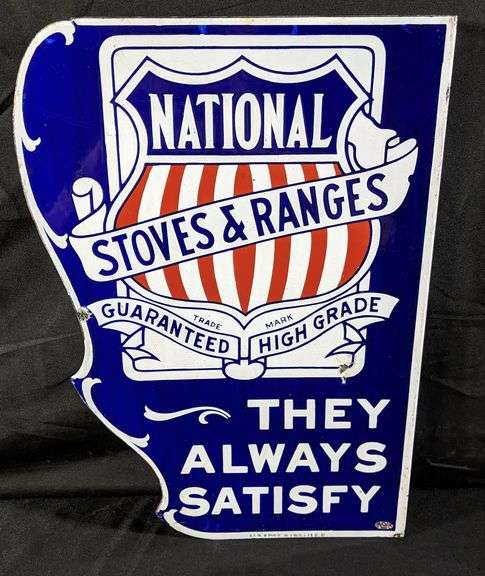 NATIONAL
STOVES & RANGES
TRADE MARK
GUARANTEED HIGH GRADE
THEY
ALWAYS
SATISFY